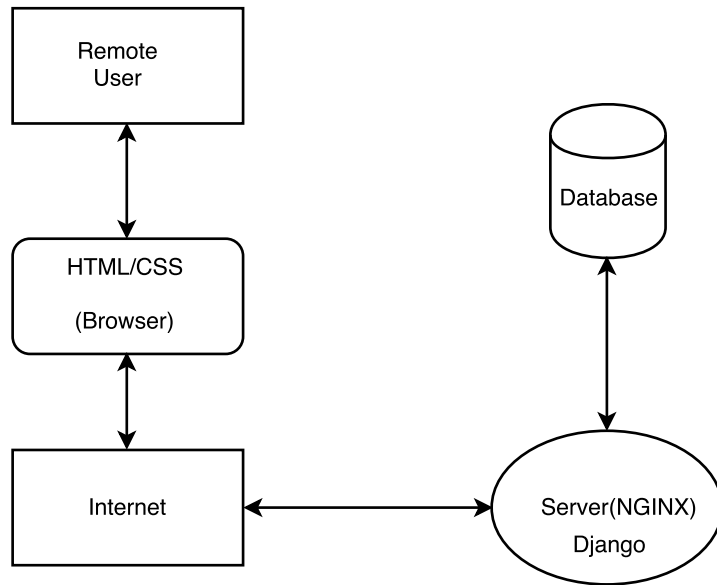 Remote
User
Database
HTML/CSS
(Browser)
Internet
Server(NGINX)
Django